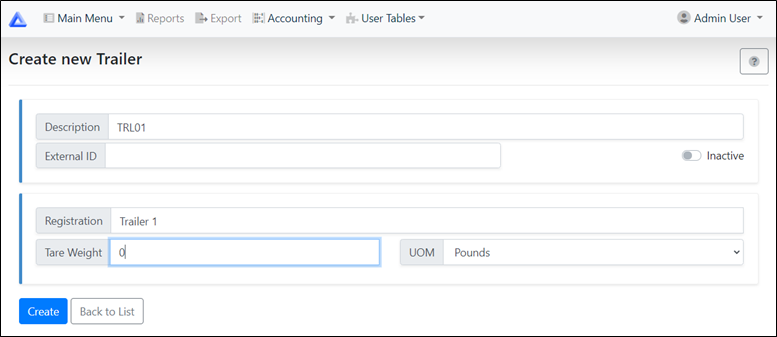 Main Menu Reports Export Accounting User Tables Admin User
Create new Trailer
?
Description TRL01
External ID Inactive
Registration Trailer 1
Tare Weight 0 UOM Pounds
Create Back to List